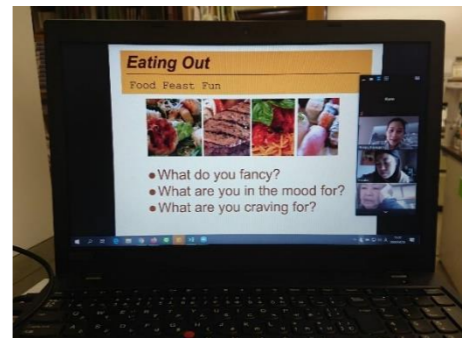 Eating Out
Food Feast Fun
● What do you fancy?
● What are you in the mood for?
● What are you craving for?